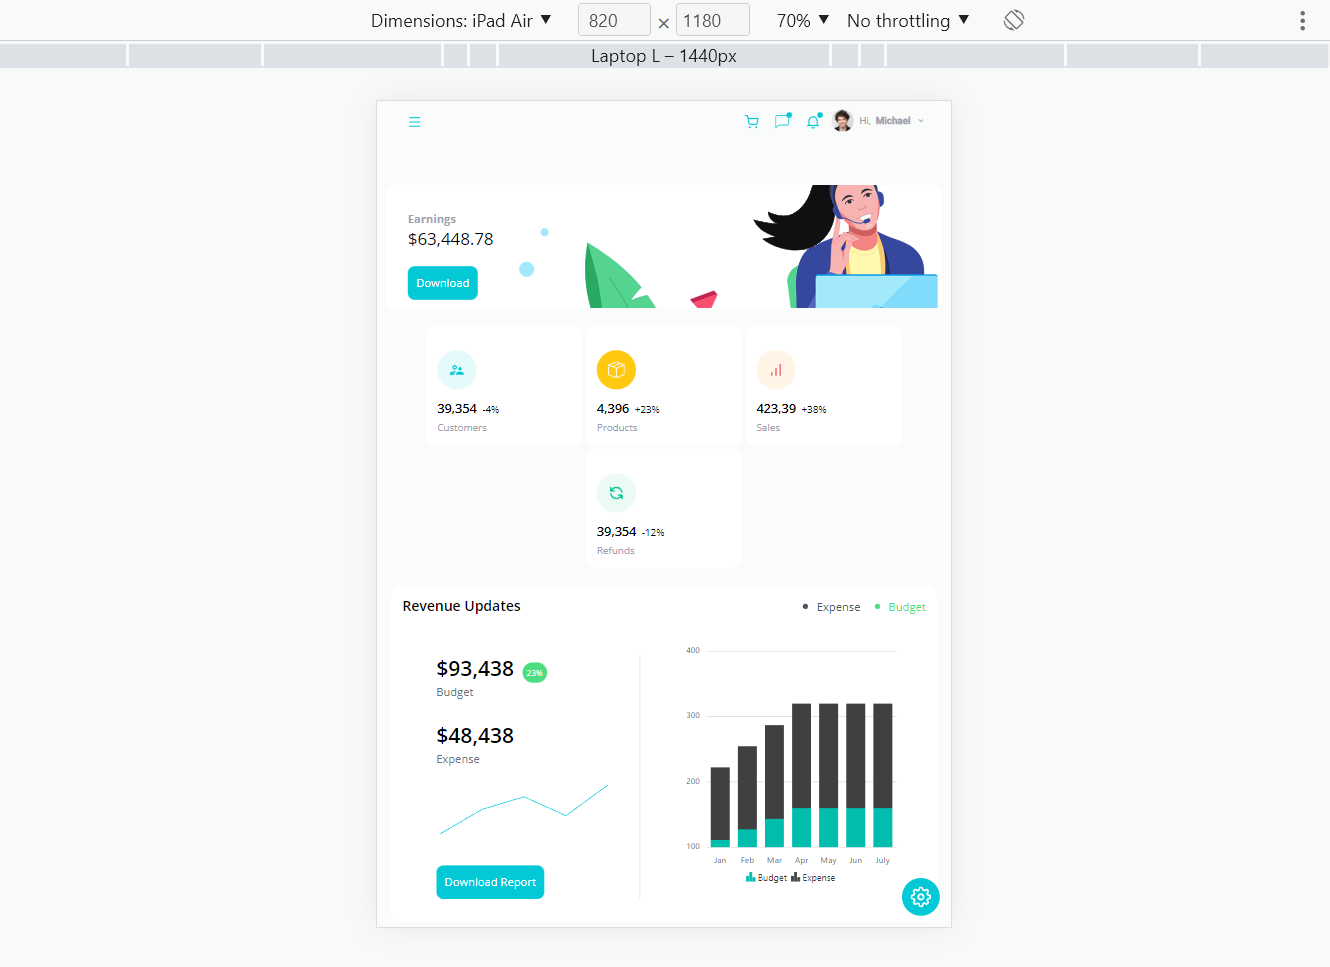 Dimensions: iPad Air ▼ 820 × 1180 70% ▼ No throttling ▼
Laptop L – 1440px
Hi, Michael
Earnings
$63,448.78
Download
39,354 -4%
Customers
4,396 +23%
Products
423,39 +38%
Sales
39,354 -12%
Refunds
Revenue Updates
Expense Budget
$93,438 23%
Budget
$48,438
Expense
Download Report
400
300
200
100
Jan Feb Mar Apr May Jun July
Budget Expense